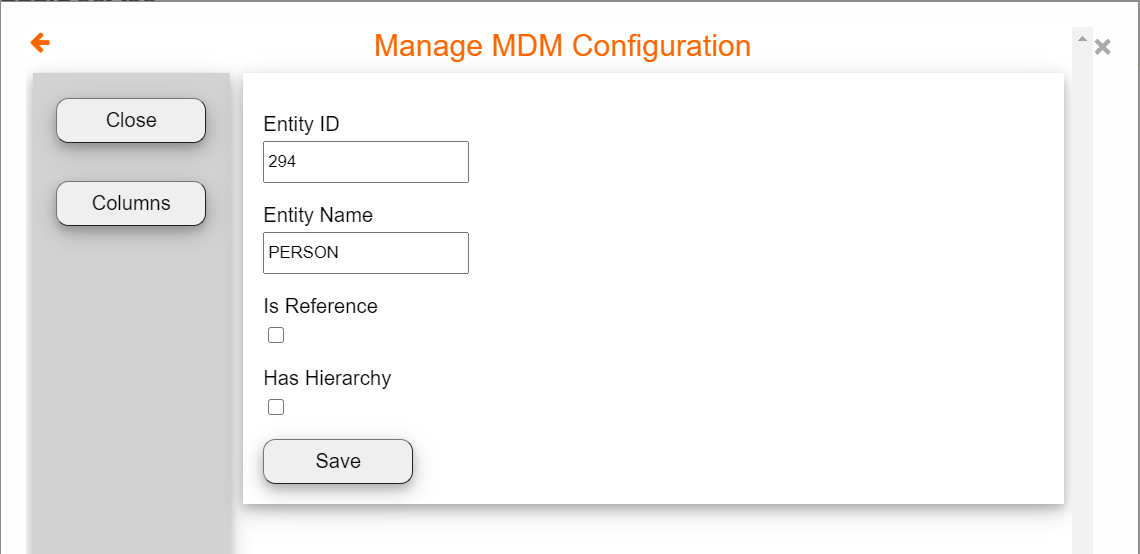 Manage MDM Configuration
Close
Columns
Entity ID
294
Entity Name
PERSON
Is Reference
Has Hierarchy
Save